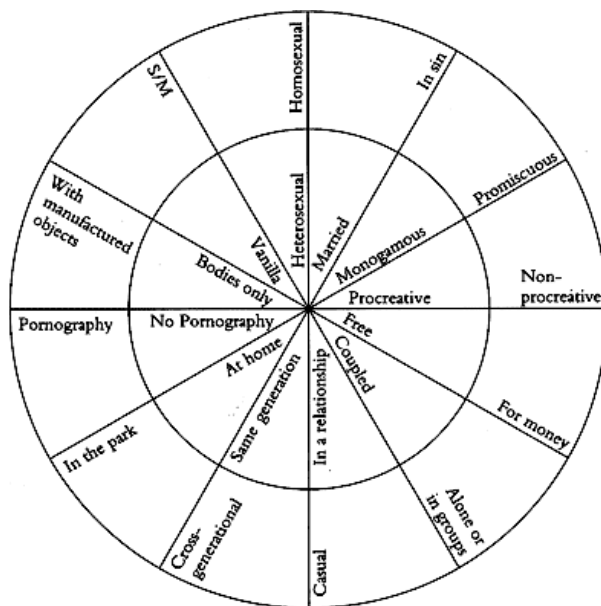 Homosexual
Heterosexual
In sin
Married
Promiscuous
Monogamous
Non-
procreative
Procreative
For money
Free
Alone or
in groups
Coupled
Casual
In a relationship
Cross-
generational
Same generation
In the park
At home
Pornography
No Pornography
With
manufactured
objects
Bodies only
S/M
Vanilla